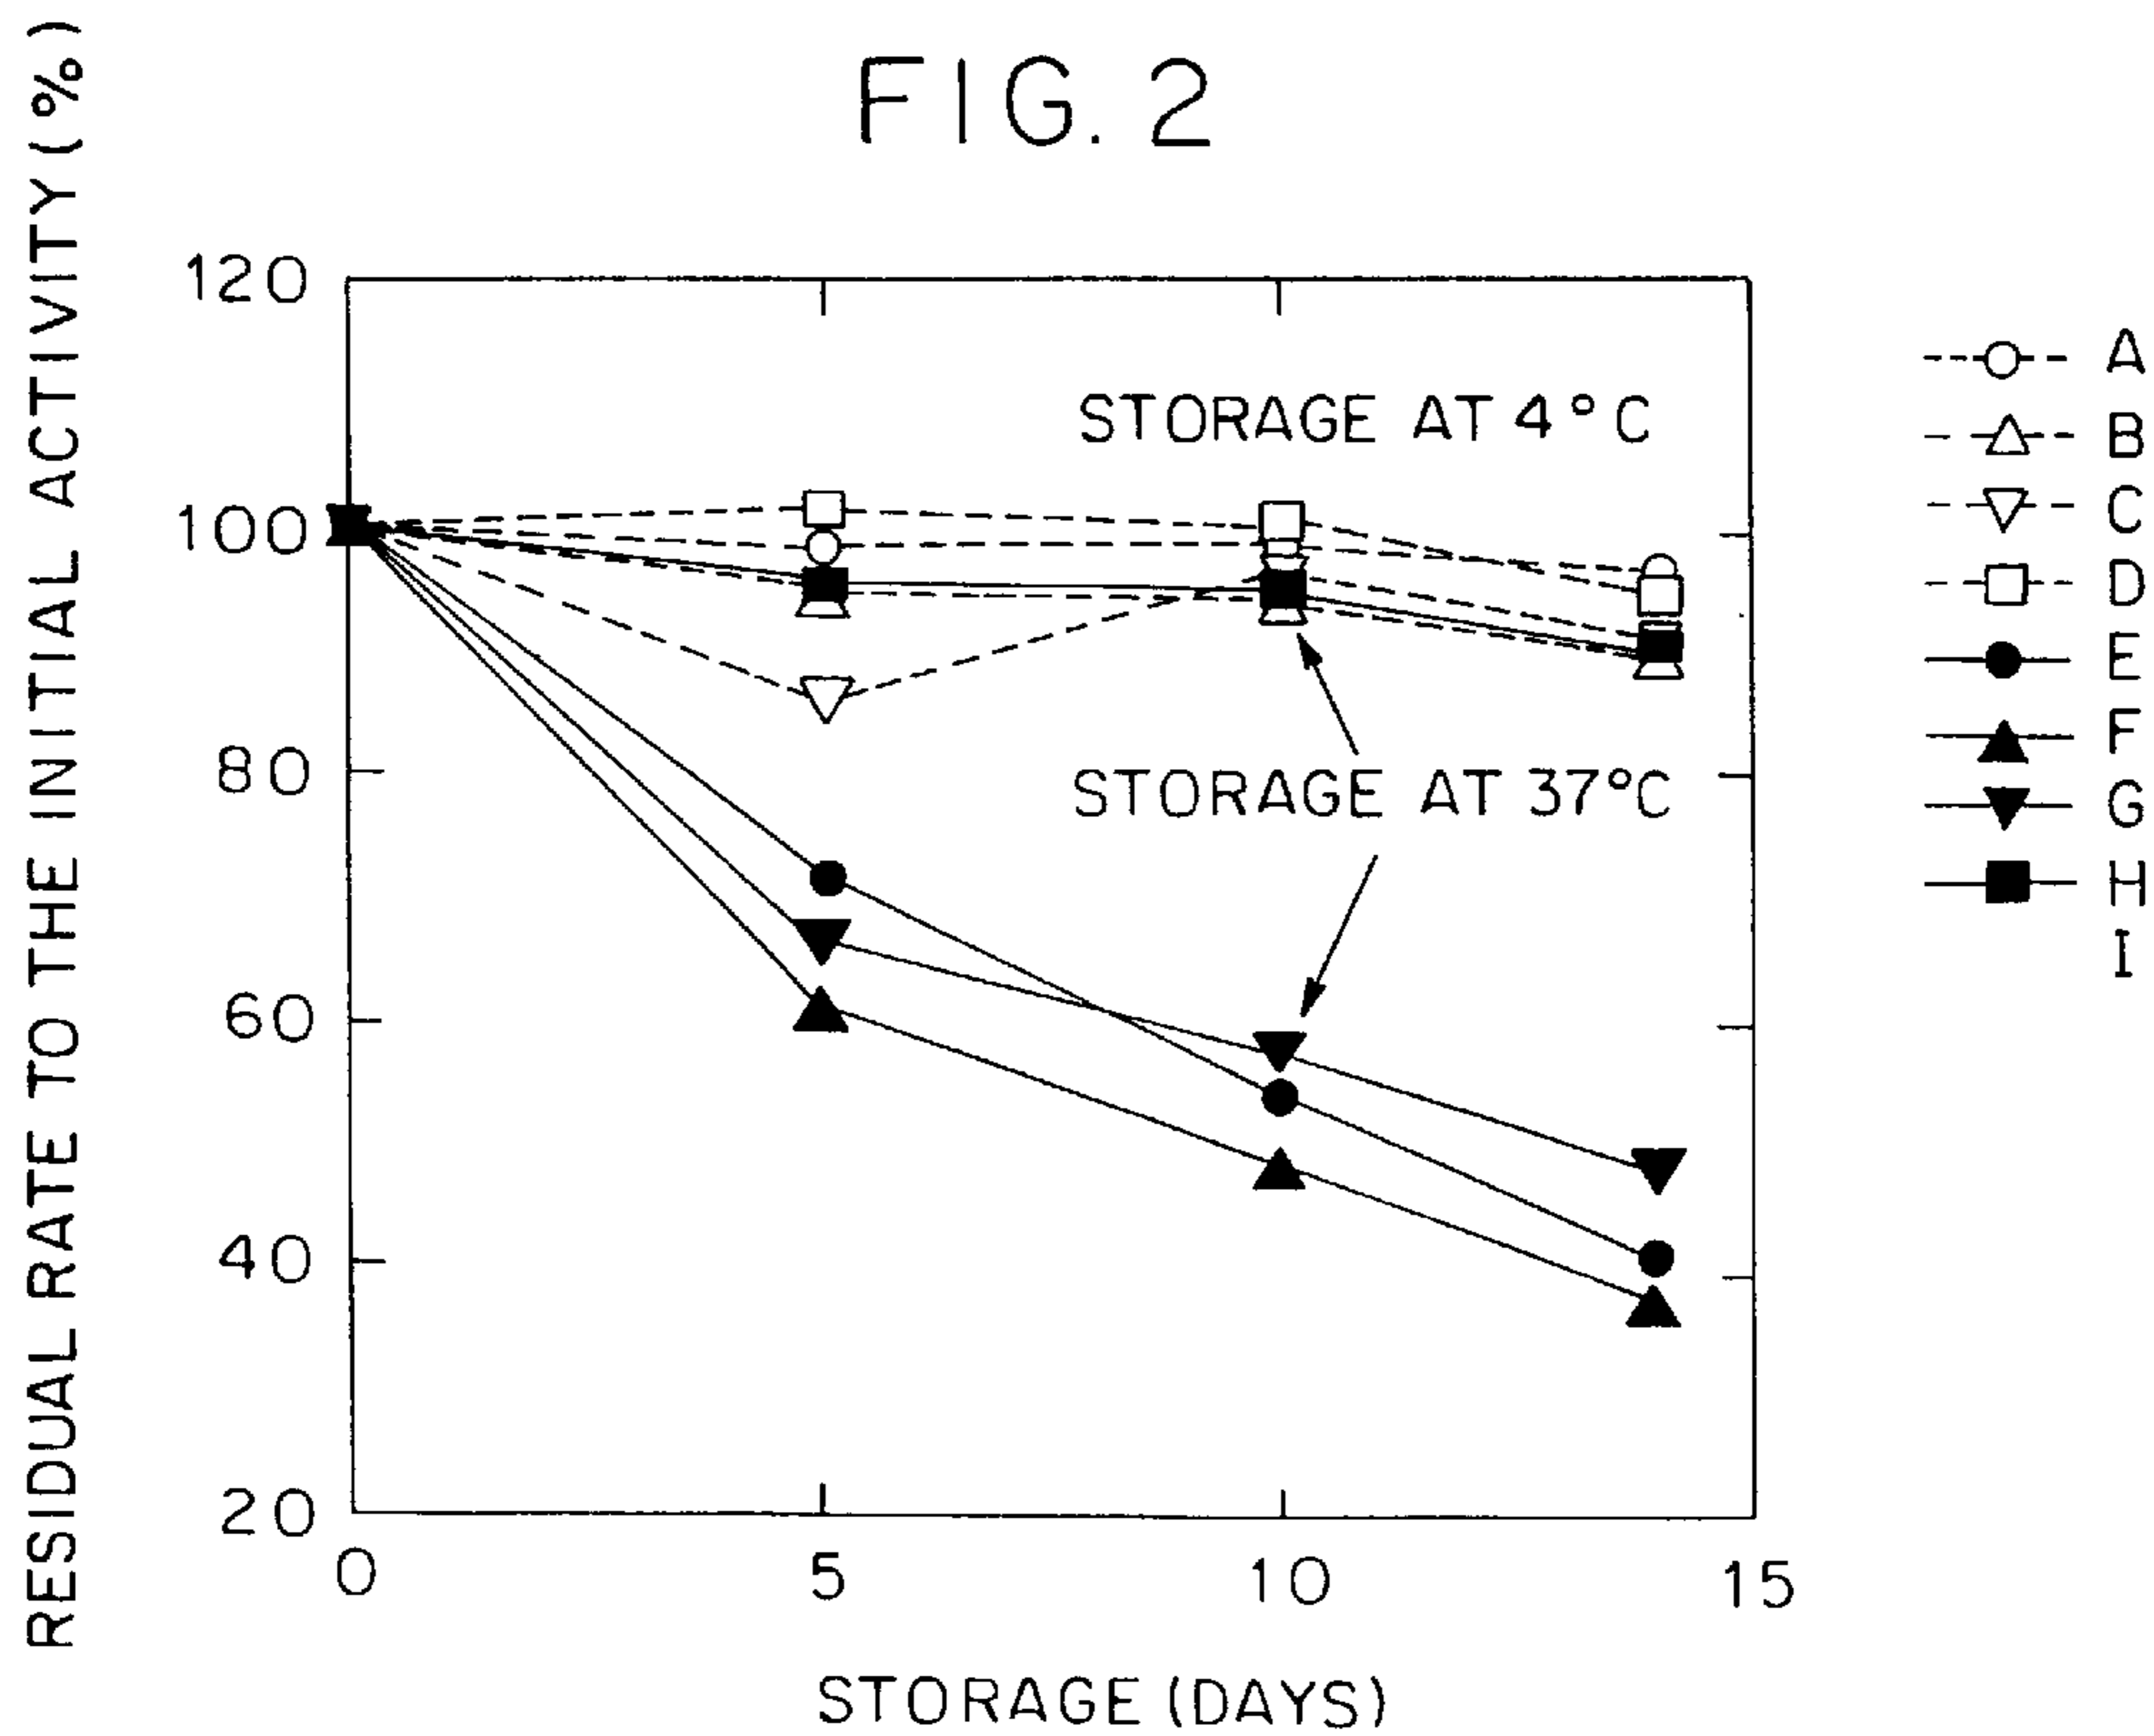 FIG. 2
RESIDUAL RATE TO THE INITIAL ACTIVITY (%)
120
100
80
60
40
20
STORAGE AT 4°C
STORAGE AT 37°C
0 5 10 15
STORAGE (DAYS)
A
B
C
D
E
F
G
H
I